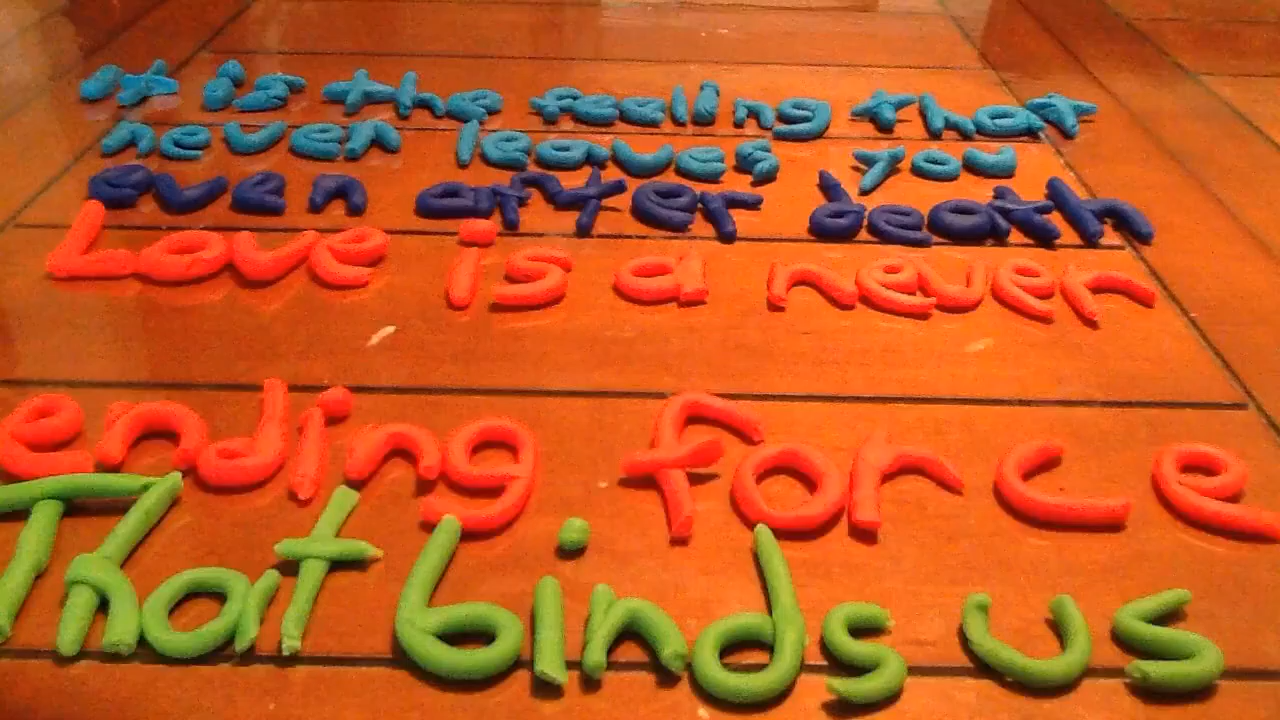 it is the feeling that
never leaves you
even after death
Love is a never
ending force
That binds us